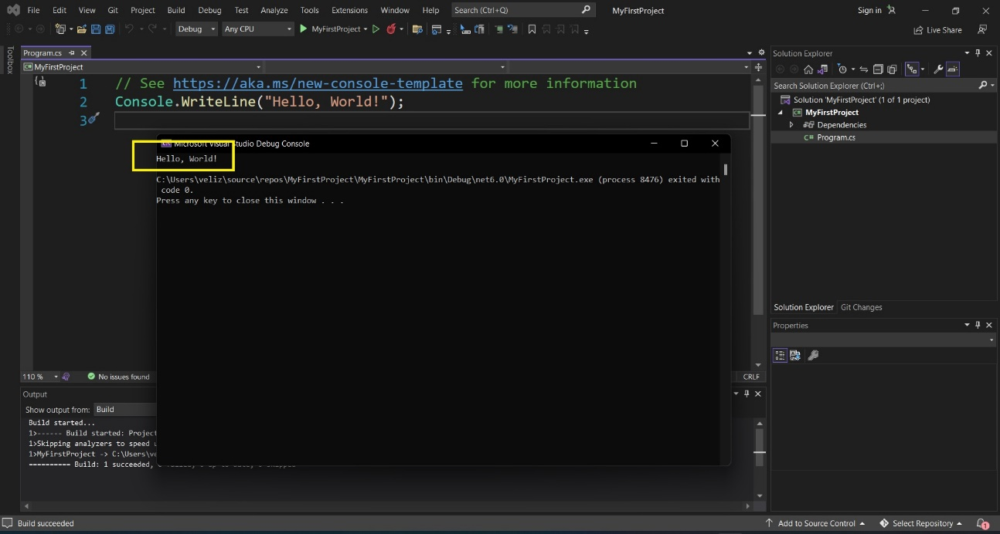 File Edit View Git Project Build Debug Test Analyze Tools Extensions Window Help Search (Ctrl+Q) MyFirstProject Sign in
Debug Any CPU MyFirstProject Live Share
Toolbox
Program.cs
MyFirstProject
1 // See https://aka.ms/new-console-template for more information
2 Console.WriteLine("Hello, World!");
3
Microsoft Visual Studio Debug Console
Hello, World!
C:\Users\veliz\source\repos\MyFirstProject\MyFirstProject\bin\Debug\net6.0\MyFirstProject.exe (process 8476) exited with
code 0.
Press any key to close this window . . .
110 % No issues found CRLF
Output
Show output from: Build
Build started...
1>------ Build started: Project
1>Skipping analyzers to speed
1>MyFirstProject -> C:\Users\ve
========== Build: 1 succeeded,
Solution Explorer
Search Solution Explorer (Ctrl+;)
Solution 'MyFirstProject' (1 of 1 project)
MyFirstProject
Dependencies
C# Program.cs
Solution Explorer Git Changes
Properties
Build succeeded Add to Source Control Select Repository 1